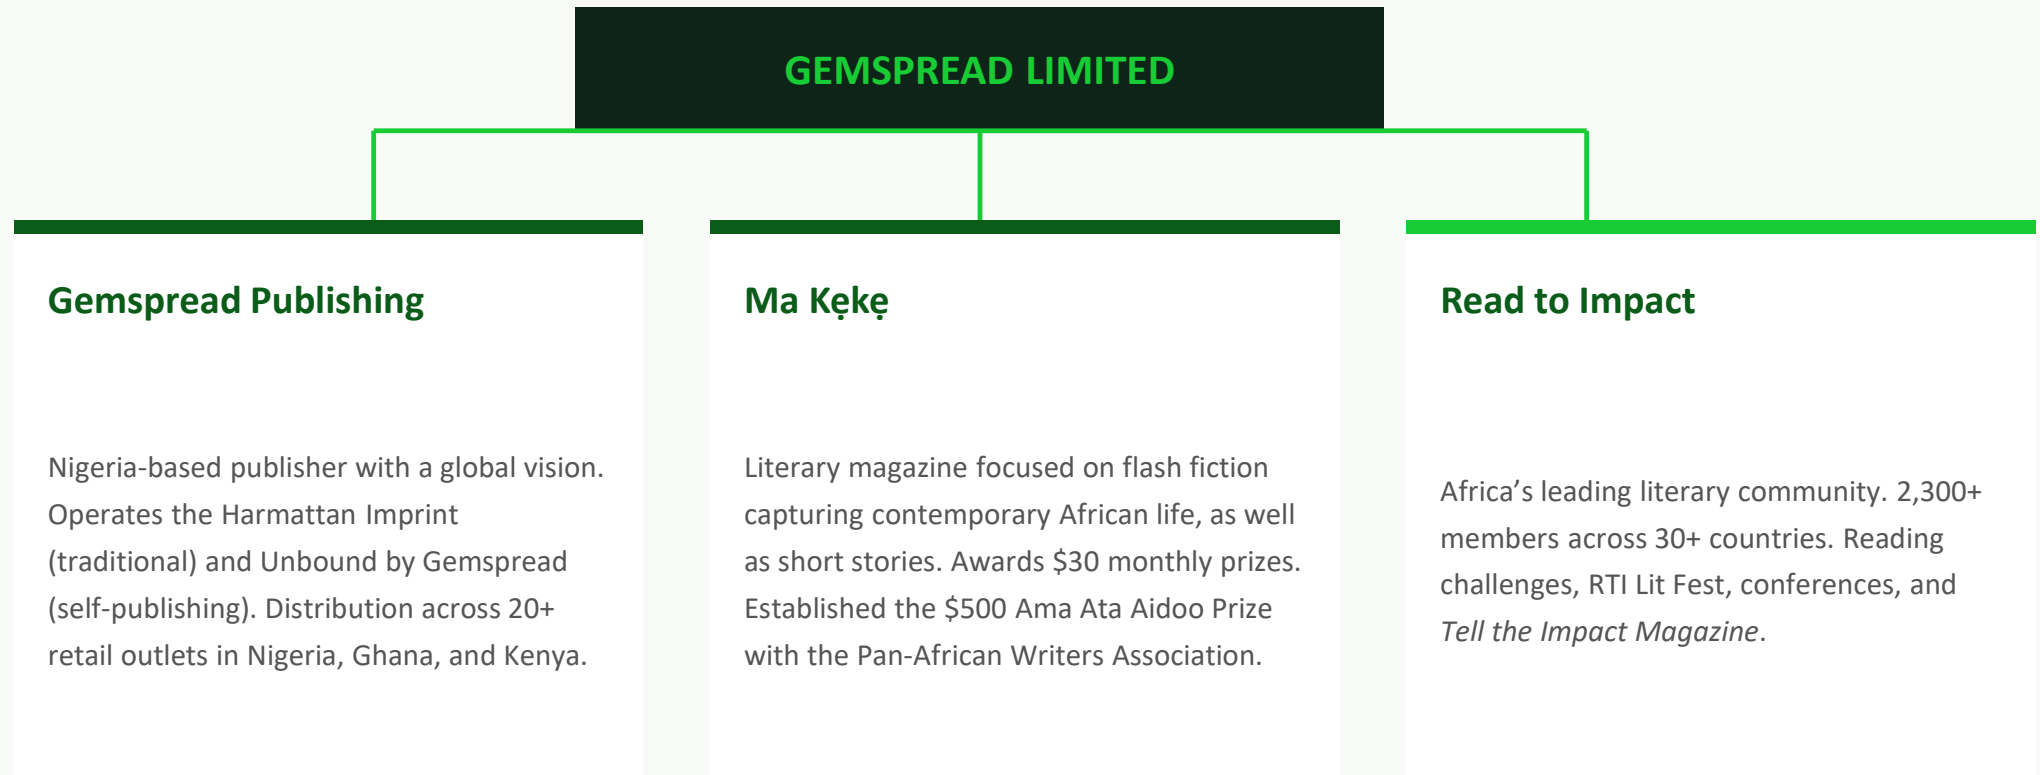 GEMSPREAD LIMITED
Gemspread Publishing
Nigeria-based publisher with a global vision.
Operates the Harmattan Imprint
(traditional) and Unbound by Gemspread
(self-publishing). Distribution across 20+
retail outlets in Nigeria, Ghana, and Kenya.
Ma Kẹkẹ
Literary magazine focused on flash fiction
capturing contemporary African life, as well
as short stories. Awards $30 monthly prizes.
Established the $500 Ama Ata Aidoo Prize
with the Pan-African Writers Association.
Read to Impact
Africa’s leading literary community. 2,300+
members across 30+ countries. Reading
challenges, RTI Lit Fest, conferences, and
Tell the Impact Magazine.